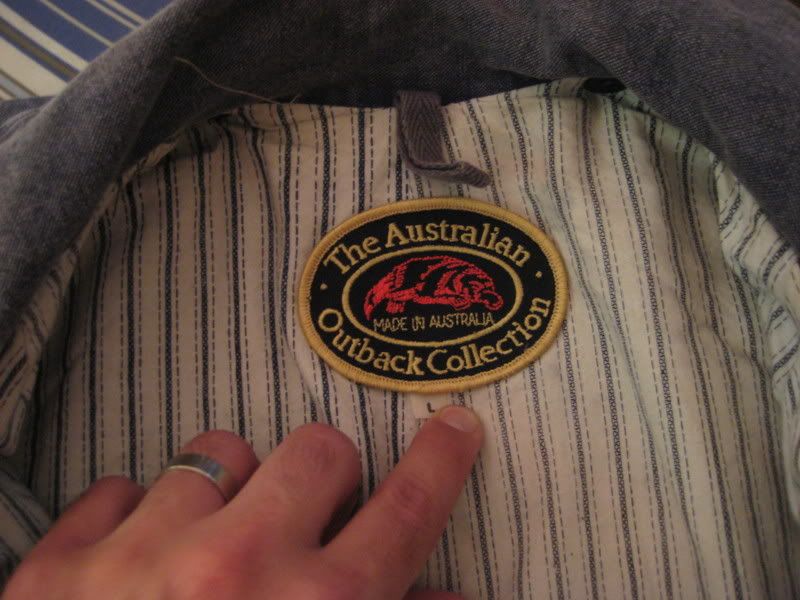 The Australian
MADE IN AUSTRALIA
Outback Collection
L